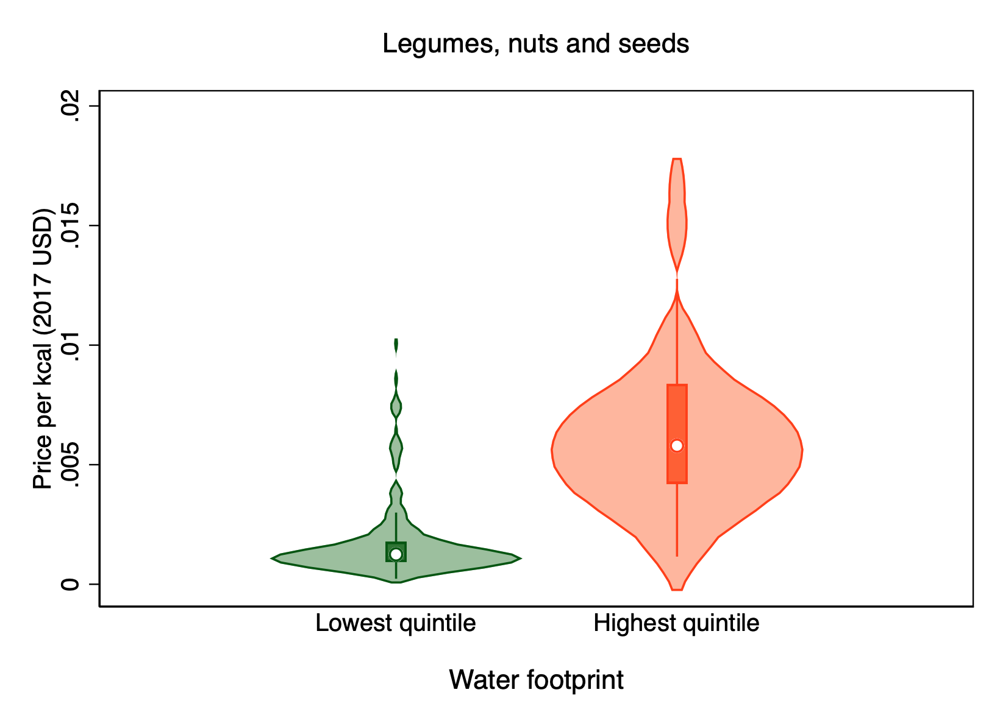 Legumes, nuts and seeds
Price per kcal (2017 USD)
.02
.015
.01
.005
0
Lowest quintile
Highest quintile
Water footprint